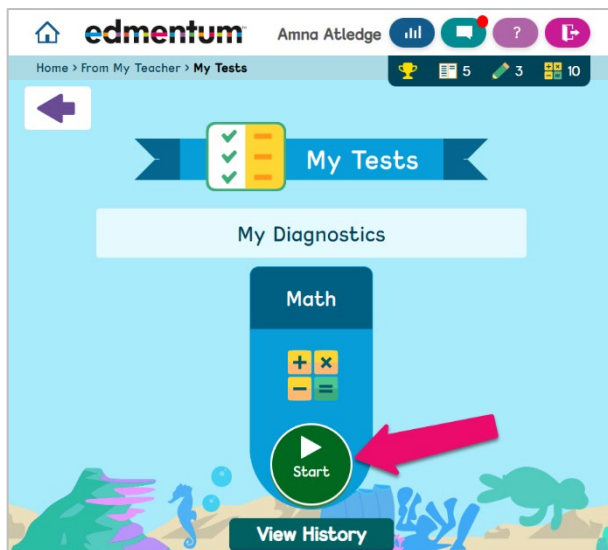 edmentum™ Amna Atledge ?
Home > From My Teacher > My Tests 5 3 10
My Tests
My Diagnostics
Math
+ ×
− =
Start
View History